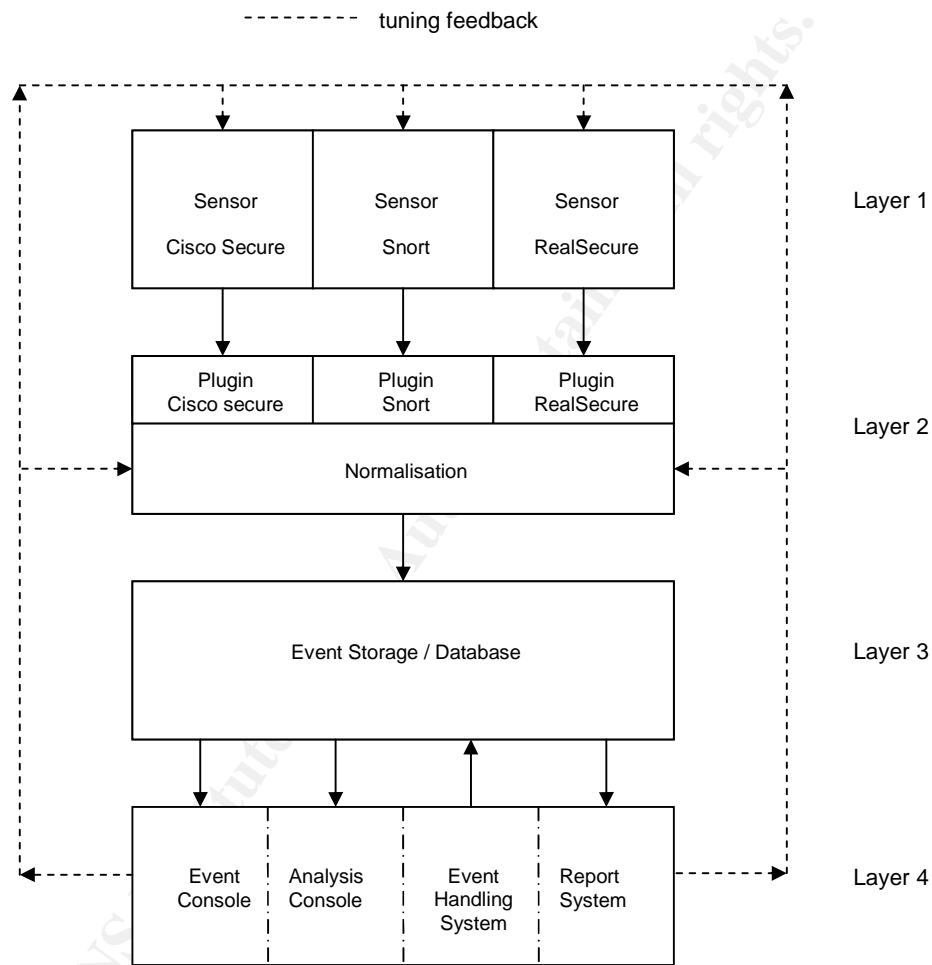 tuning feedback
Sensor
Cisco Secure
Sensor
Snort
Sensor
RealSecure
Layer 1
Plugin
Cisco secure
Plugin
Snort
Plugin
RealSecure
Layer 2
Normalisation
Event Storage / Database
Layer 3
Event
Console
Analysis
Console
Event
Handling
System
Report
System
Layer 4